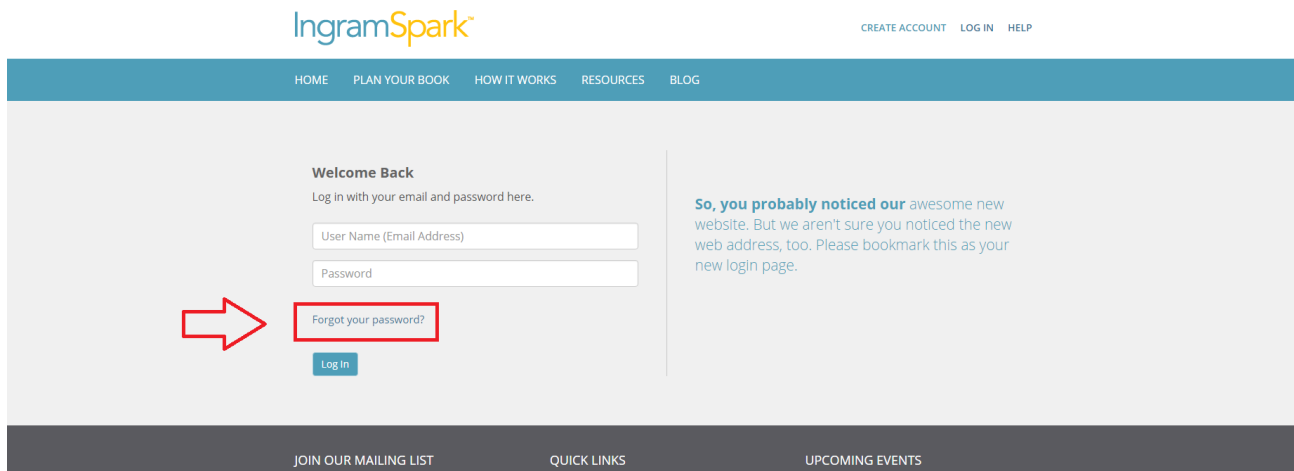 IngramSpark™
CREATE ACCOUNT LOG IN HELP
HOME PLAN YOUR BOOK HOW IT WORKS RESOURCES BLOG
Welcome Back
Log in with your email and password here.
User Name (Email Address)
Password
Forgot your password?
Log In
So, you probably noticed our awesome new
website. But we aren't sure you noticed the new
web address, too. Please bookmark this as your
new login page.
JOIN OUR MAILING LIST QUICK LINKS UPCOMING EVENTS